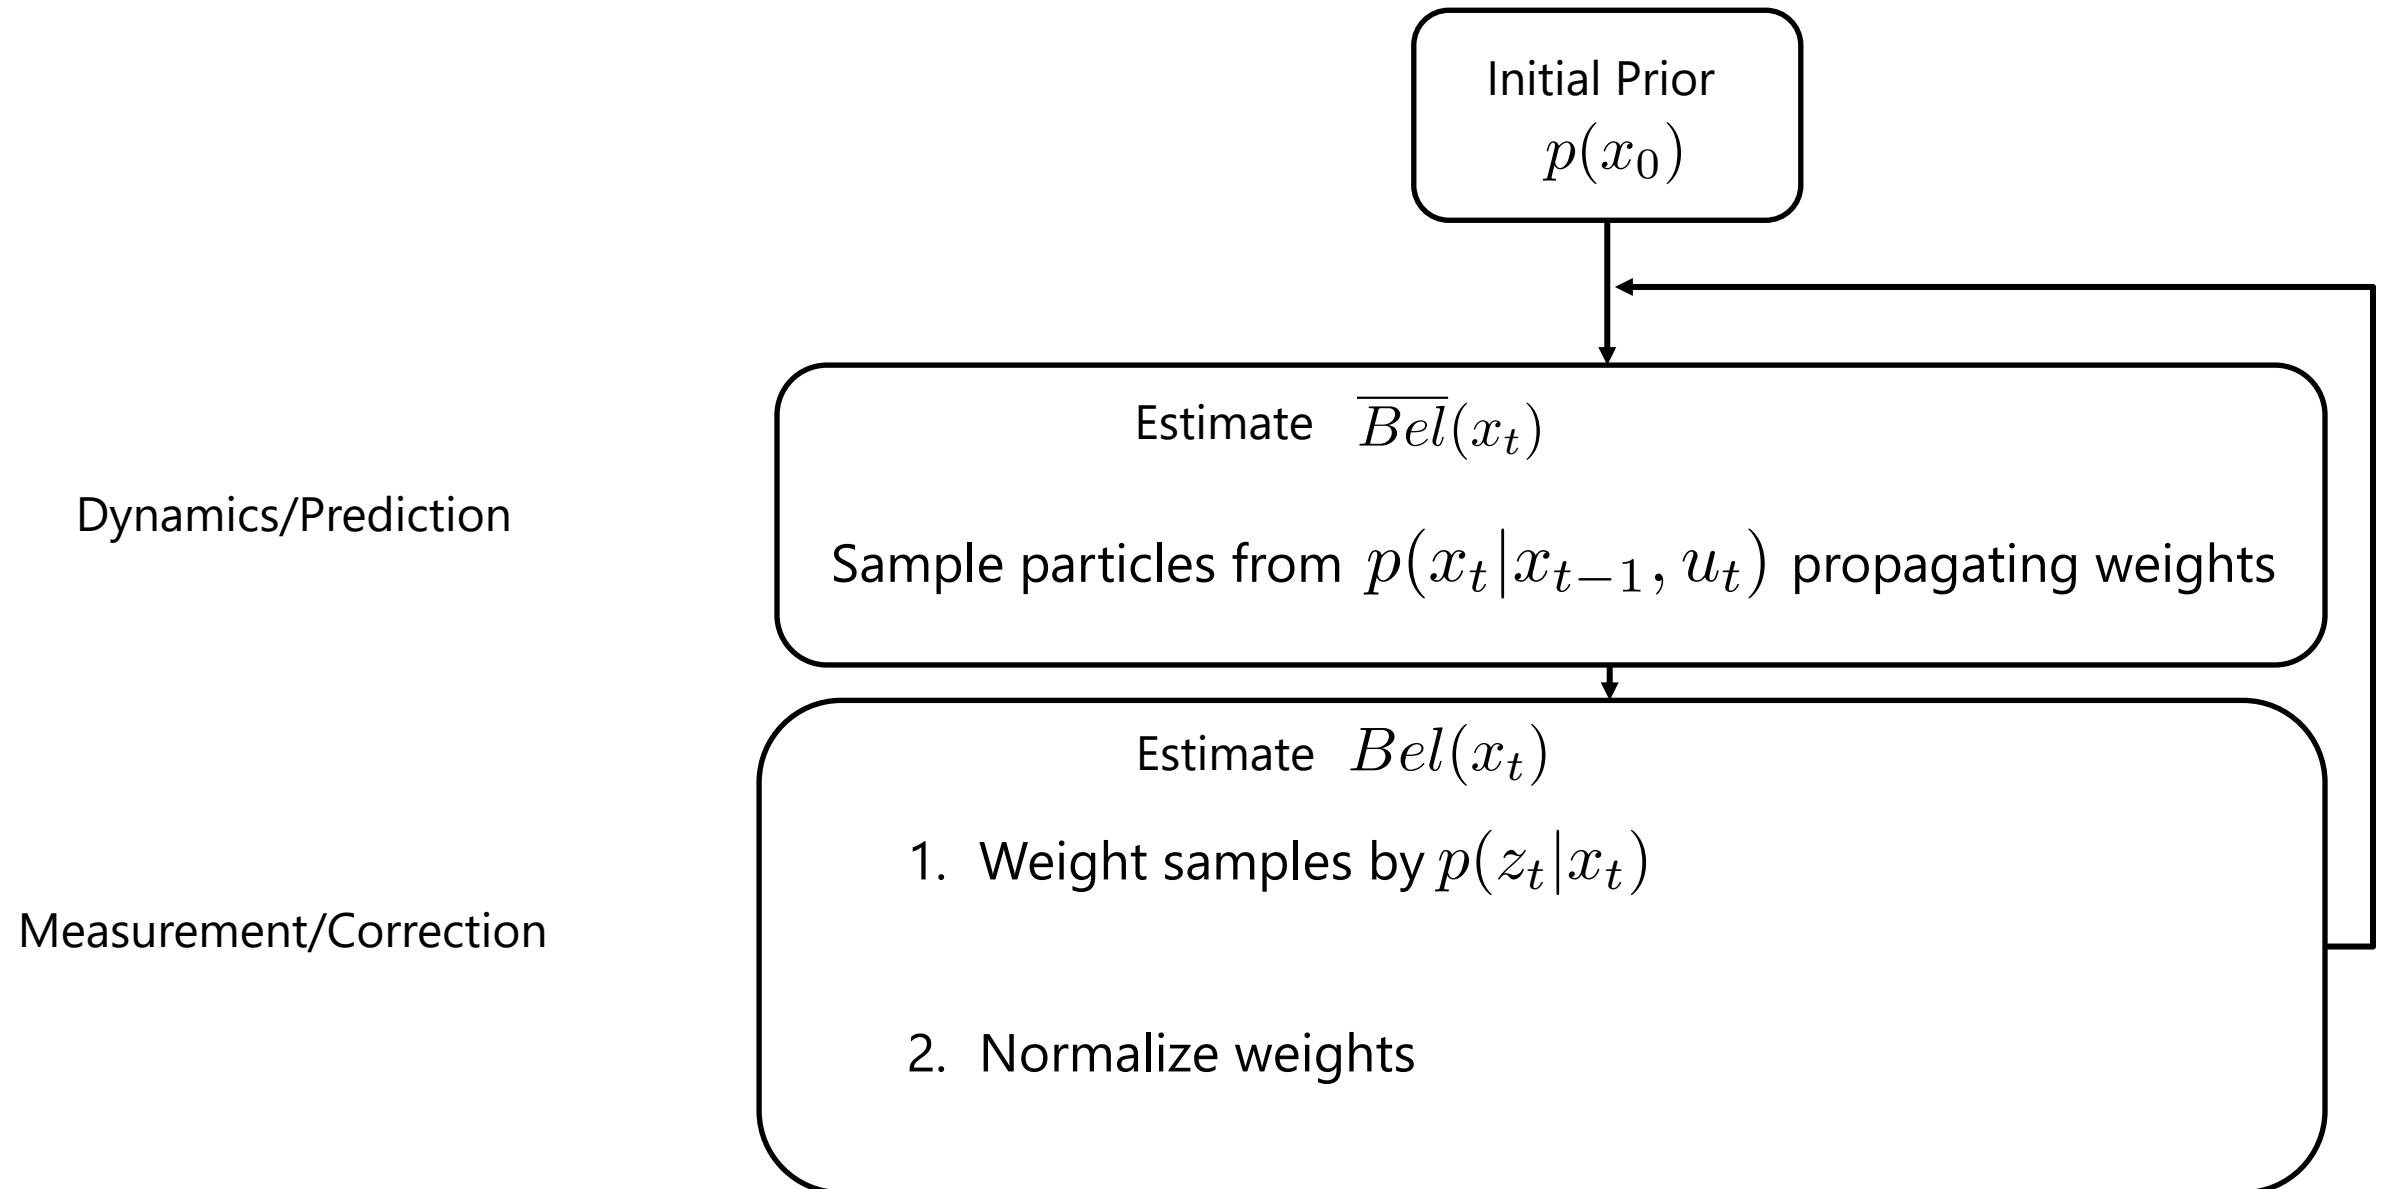 Initial Prior
$p(x_0)$
Estimate $\overline{Bel}(x_t)$
Dynamics/Prediction
Sample particles from $p(x_t|x_{t-1}, u_t)$ propagating weights
Estimate $Bel(x_t)$
1. Weight samples by $p(z_t|x_t)$
Measurement/Correction
2. Normalize weights